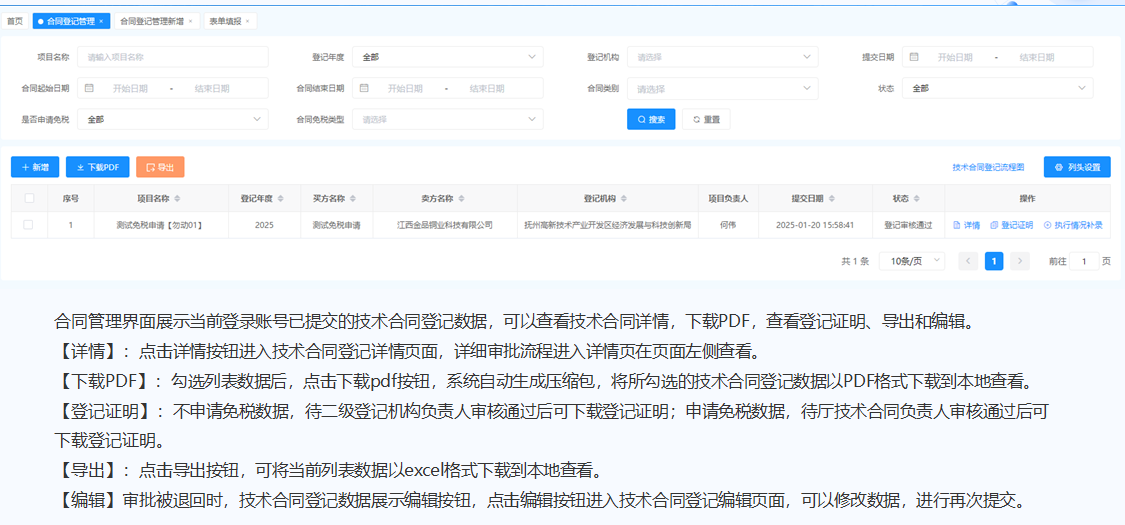 首页 合同登记管理 × 合同登记管理新增 × 表单填报 ×
项目名称 请输入项目名称 登记年度 全部 登记机构 请选择 提交日期 开始日期 - 结束日期
合同起始日期 开始日期 - 结束日期 合同结束日期 开始日期 - 结束日期 合同类别 请选择 状态 全部
是否申请免税 全部 合同免税类型 请选择 搜索 重置
+ 新增 下载PDF 导出 技术合同登记流程图 列头设置
序号 项目名称 登记年度 买方名称 卖方名称 登记机构 项目负责人 提交日期 状态 操作
1 测试免税申请【勿动01】 2025 测试免税申请 江西金品铜业科技有限公司 抚州高新技术产业开发区经济发展与科技创新局 何伟 2025-01-20 15:58:41 登记审核通过 详情 登记证明 执行情况补录
共 1 条 10条/页 < 1 > 前往 1 页
合同管理界面展示当前登录账号已提交的技术合同登记数据，可以查看技术合同详情，下载PDF，查看登记证明、导出和编辑。
【详情】：点击详情按钮进入技术合同登记详情页面，详细审批流程进入详情页在页面左侧查看。
【下载PDF】：勾选列表数据后，点击下载pdf按钮，系统自动生成压缩包，将所勾选的技术合同登记数据以PDF格式下载到本地查看。
【登记证明】：不申请免税数据，待二级登记机构负责人审核通过后可下载登记证明；申请免税数据，待厅技术合同负责人审核通过后可
下载登记证明。
【导出】：点击导出按钮，可将当前列表数据以excel格式下载到本地查看。
【编辑】审批被退回时，技术合同登记数据展示编辑按钮，点击编辑按钮进入技术合同登记编辑页面，可以修改数据，进行再次提交。